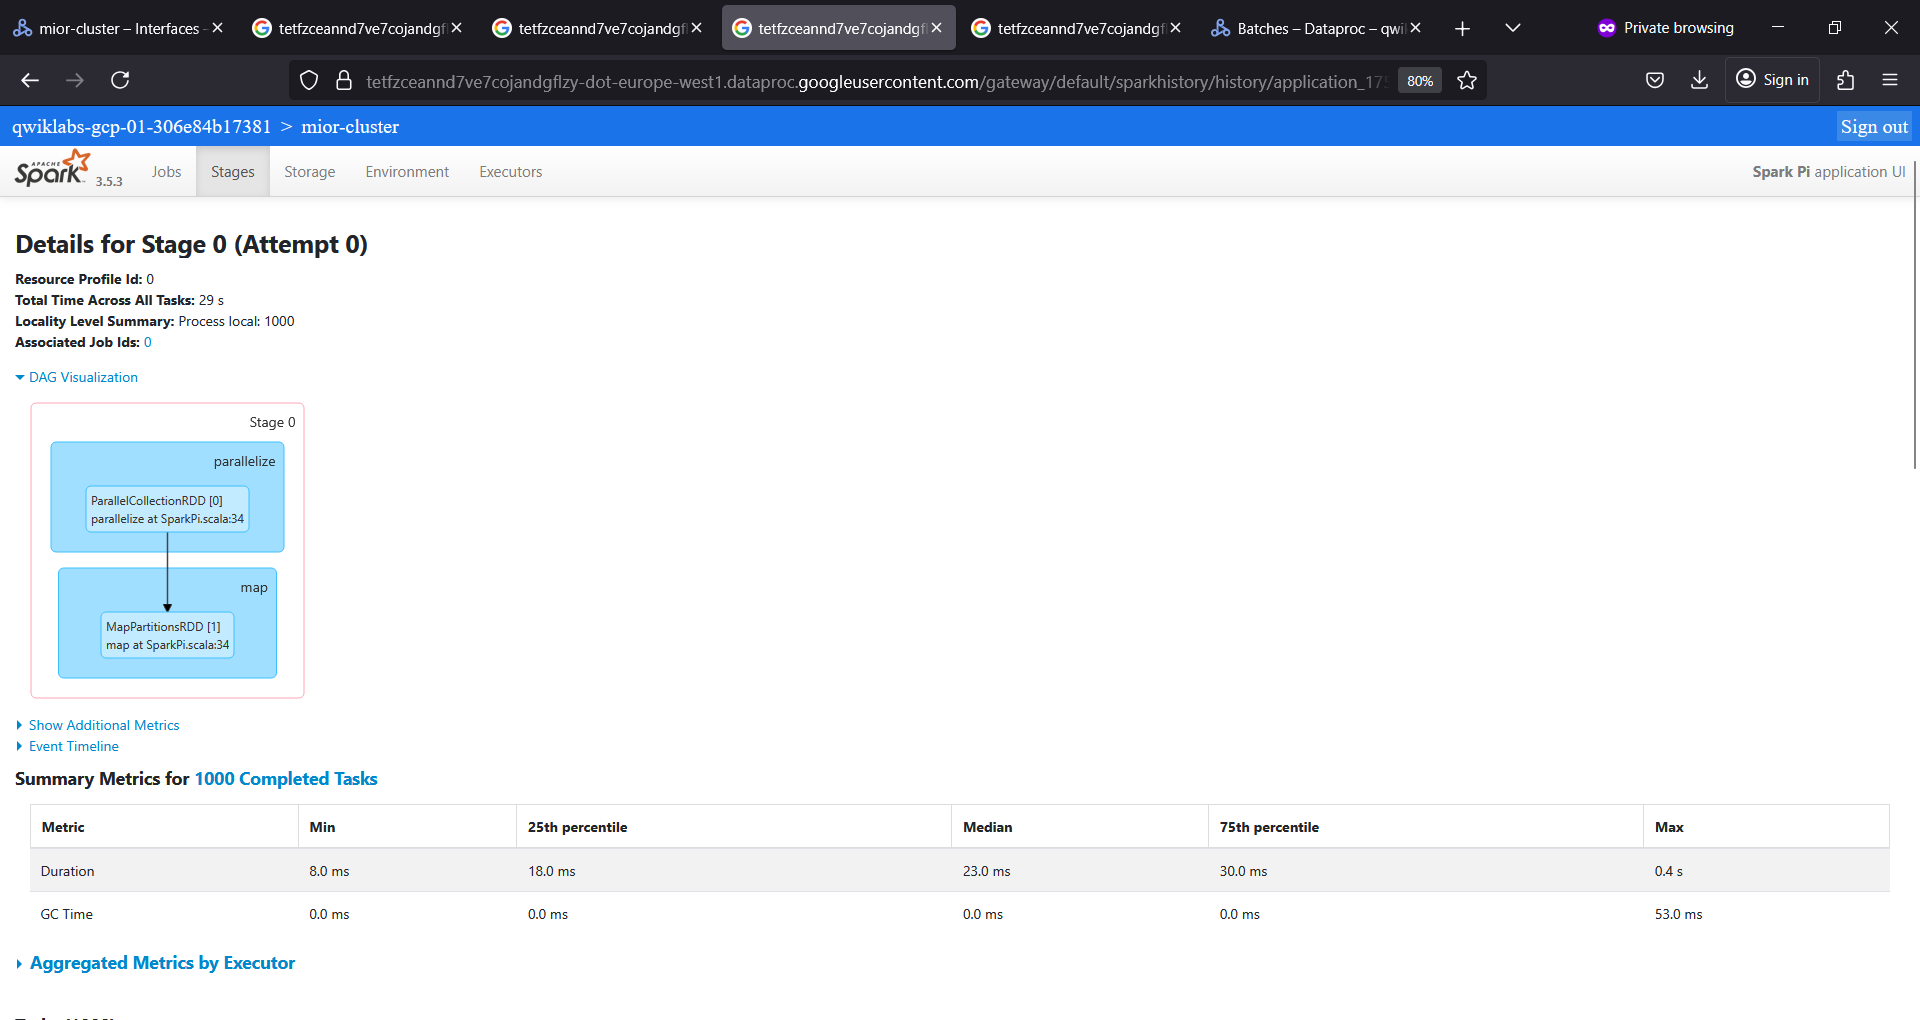 mior-cluster – Interfaces -
tetfzceannd7ve7cojandgfl
tetfzceannd7ve7cojandgfl
tetfzceannd7ve7cojandgfl
tetfzceannd7ve7cojandgfl
Batches – Dataproc – qwi
Private browsing
tetfzceannd7ve7cojandgflzy-dot-europe-west1.dataproc.googleusercontent.com/gateway/default/sparkhistory/history/application_17
80%
Sign in
qwiklabs-gcp-01-306e84b17381 > mior-cluster
Sign out
APACHE Spark 3.5.3
Jobs
Stages
Storage
Environment
Executors
Spark Pi application UI
Details for Stage 0 (Attempt 0)
Resource Profile Id: 0
Total Time Across All Tasks: 29 s
Locality Level Summary: Process local: 1000
Associated Job Ids: 0
DAG Visualization
Stage 0
parallelize
ParallelCollectionRDD [0]
parallelize at SparkPi.scala:34
map
MapPartitionsRDD [1]
map at SparkPi.scala:34
Show Additional Metrics
Event Timeline
Summary Metrics for 1000 Completed Tasks
Metric Min 25th percentile Median 75th percentile Max
Duration 8.0 ms 18.0 ms 23.0 ms 30.0 ms 0.4 s
GC Time 0.0 ms 0.0 ms 0.0 ms 0.0 ms 53.0 ms
Aggregated Metrics by Executor